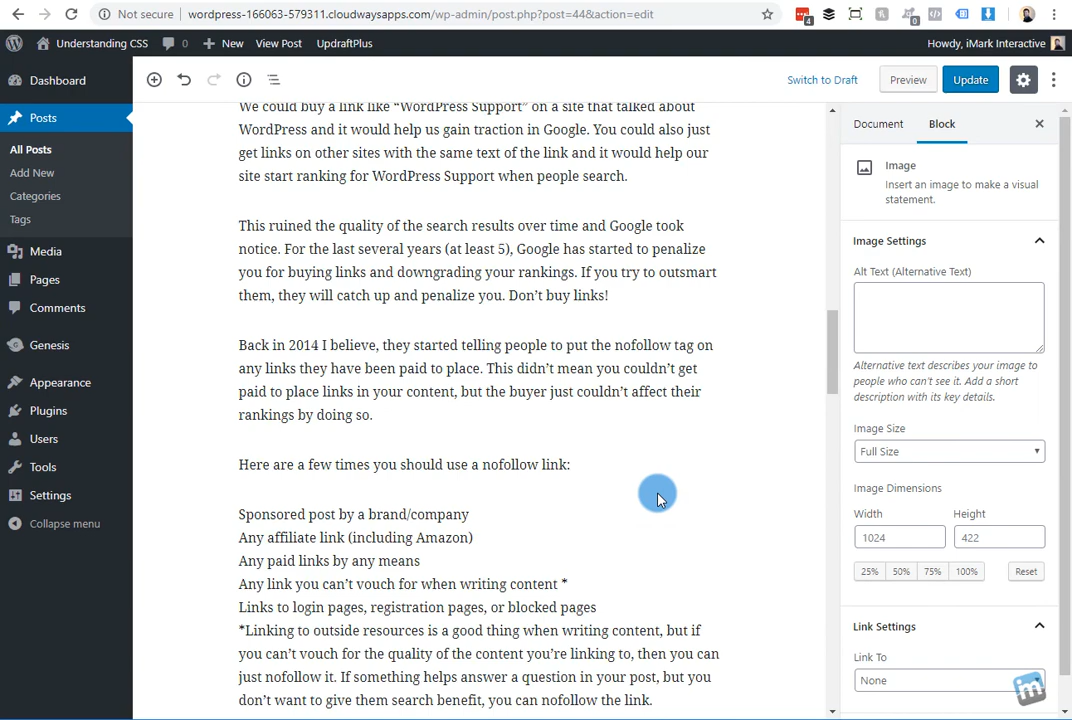 Not secure | wordpress-166063-579311.cloudwaysapps.com/wp-admin/post.php?post=44&action=edit
4
0
Understanding CSS
0
New
View Post
UpdraftPlus
Howdy, iMark Interactive
Dashboard
Posts
All Posts
Add New
Categories
Tags
Media
Pages
Comments
Genesis
Appearance
Plugins
Users
Tools
Settings
Collapse menu
Switch to Draft
Preview
Update
We could buy a link like “WordPress Support” on a site that talked about
WordPress and it would help us gain traction in Google. You could also just
get links on other sites with the same text of the link and it would help our
site start ranking for WordPress Support when people search.
This ruined the quality of the search results over time and Google took
notice. For the last several years (at least 5), Google has started to penalize
you for buying links and downgrading your rankings. If you try to outsmart
them, they will catch up and penalize you. Don’t buy links!
Back in 2014 I believe, they started telling people to put the nofollow tag on
any links they have been paid to place. This didn’t mean you couldn’t get
paid to place links in your content, but the buyer just couldn’t affect their
rankings by doing so.
Here are a few times you should use a nofollow link:
Sponsored post by a brand/company
Any affiliate link (including Amazon)
Any paid links by any means
Any link you can’t vouch for when writing content *
Links to login pages, registration pages, or blocked pages
*Linking to outside resources is a good thing when writing content, but if
you can’t vouch for the quality of the content you’re linking to, then you can
just nofollow it. If something helps answer a question in your post, but you
don’t want to give them search benefit, you can nofollow the link.
Document
Block
Image
Insert an image to make a visual
statement.
Image Settings
Alt Text (Alternative Text)
Alternative text describes your image to
people who can’t see it. Add a short
description with its key details.
Image Size
Full Size
Image Dimensions
Width
Height
1024
422
25%
50%
75%
100%
Reset
Link Settings
Link To
None
im